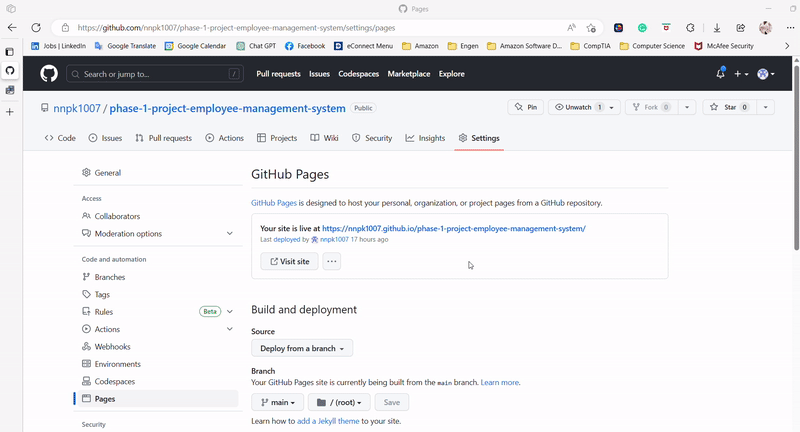 Pages
https://github.com/nnpk1007/phase-1-project-employee-management-system/settings/pages
Jobs | LinkedIn Google Translate Google Calendar Chat GPT Facebook eConnect Menu Amazon Engen Amazon Software D... CompTIA Computer Science McAfee Security
Search or jump to... / Pull requests Issues Codespaces Marketplace Explore
nnpk1007 / phase-1-project-employee-management-system Public Pin Unwatch 1 Fork 0 Star 0
Code Issues Pull requests Actions Projects Wiki Security Insights Settings
General
Access
Collaborators
Moderation options
Code and automation
Branches
Tags
Rules Beta
Actions
Webhooks
Environments
Codespaces
Pages
Security
GitHub Pages
GitHub Pages is designed to host your personal, organization, or project pages from a GitHub repository.
Your site is live at https://nnpk1007.github.io/phase-1-project-employee-management-system/
Last deployed by nnpk1007 17 hours ago
Visit site ...
Build and deployment
Source
Deploy from a branch
Branch
Your GitHub Pages site is currently being built from the main branch. Learn more.
main / (root) Save
Learn how to add a Jekyll theme to your site.